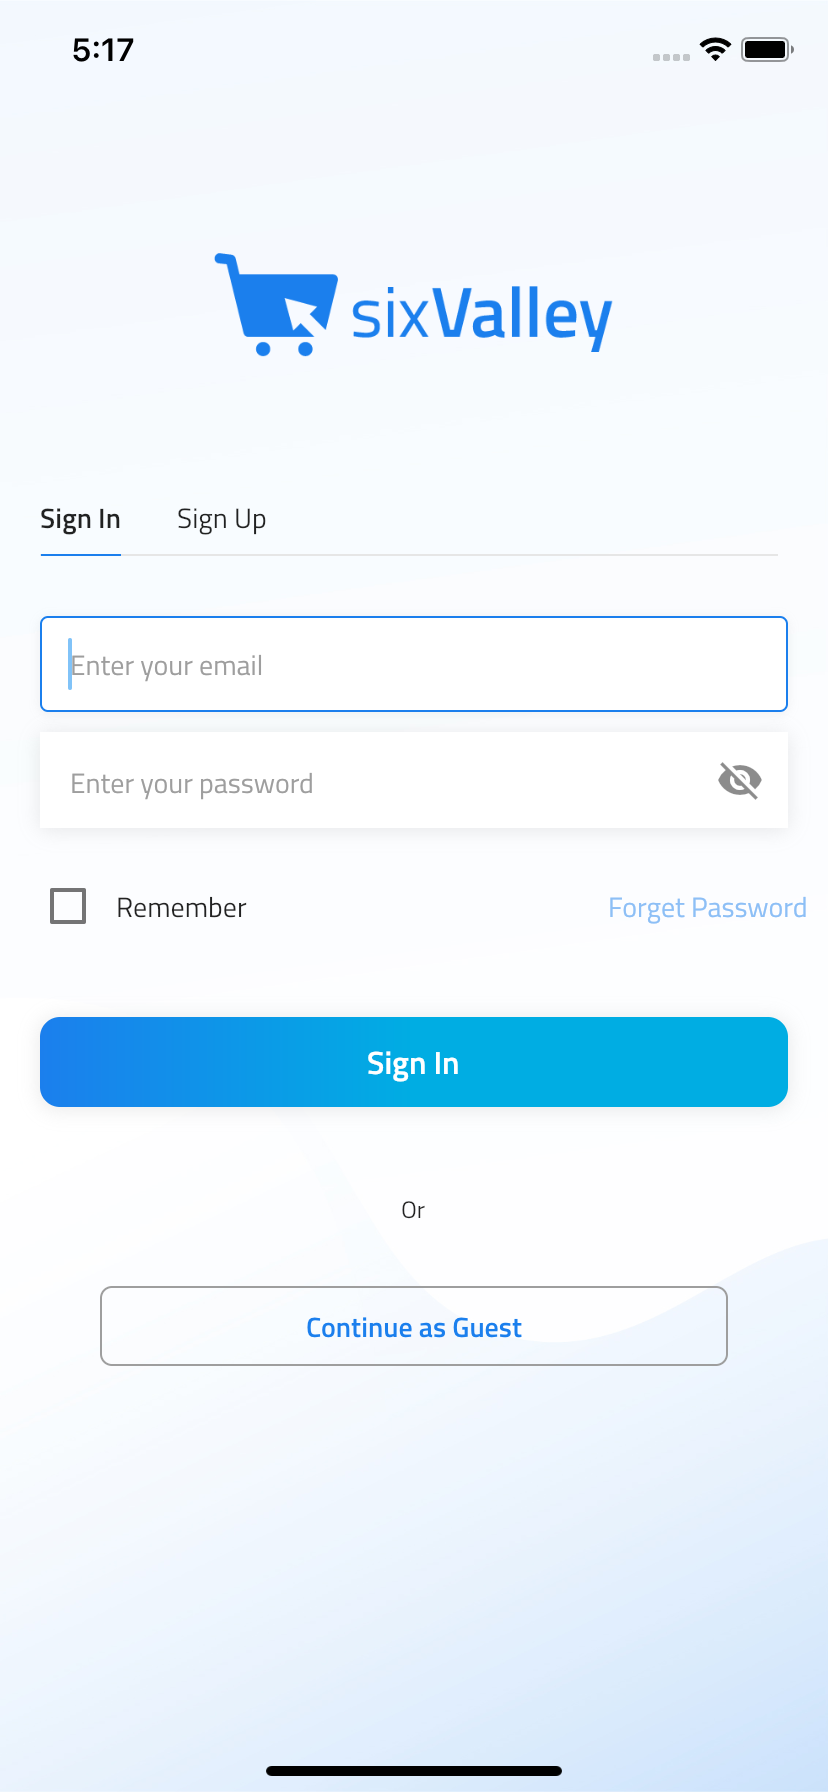 5:17
sixValley
Sign In Sign Up
Enter your email
Enter your password
Remember Forget Password
Sign In
Or
Continue as Guest